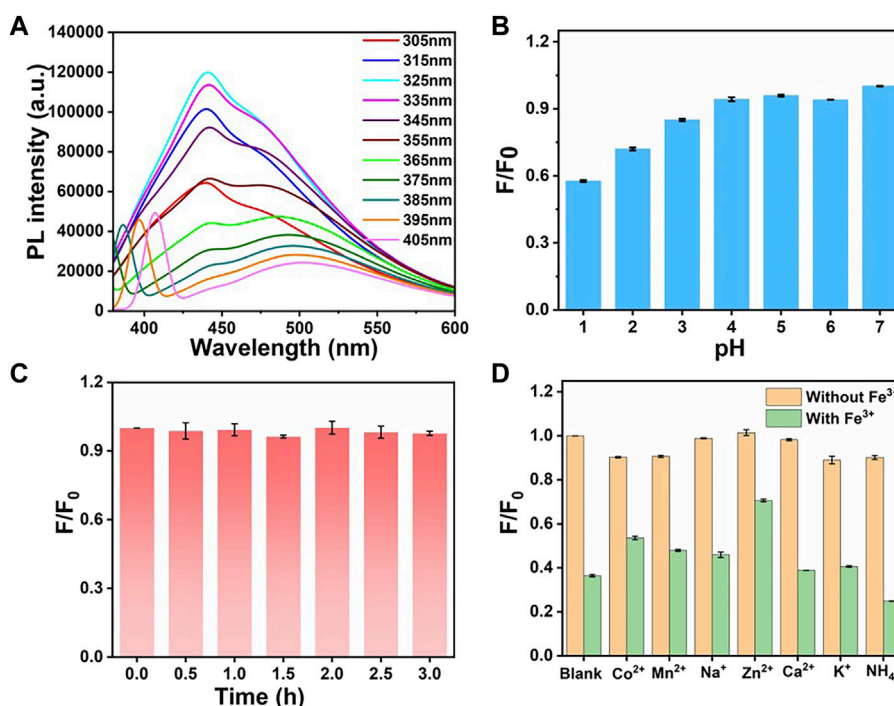 A
PL intensity (a.u.)
140000
120000
100000
80000
60000
40000
20000
0
400
450
500
550
600
Wavelength (nm)
305nm
315nm
325nm
335nm
345nm
355nm
365nm
375nm
385nm
395nm
405nm
B
F/F0
1.2
0.9
0.6
0.3
0.0
1
2
3
4
5
6
7
pH
C
F/F0
1.2
0.9
0.6
0.3
0.0
0.0
0.5
1.0
1.5
2.0
2.5
3.0
Time (h)
D
F/F0
1.2
1.0
0.8
0.6
0.4
0.2
0.0
Without Fe3+
With Fe3+
Blank
Co2+
Mn2+
Na+
Zn2+
Ca2+
K+
NH4